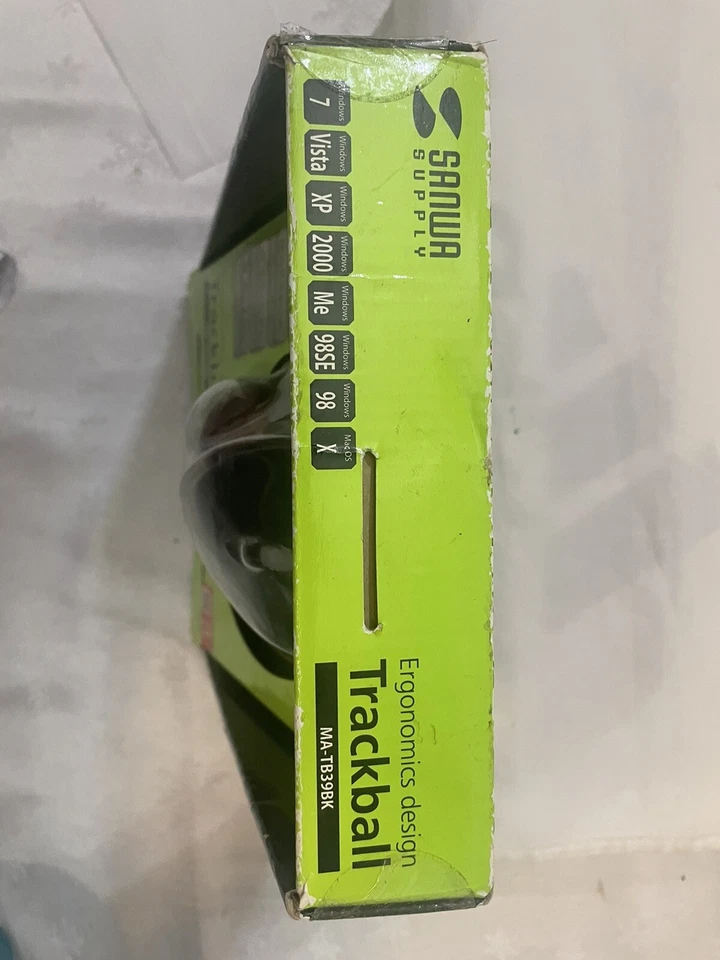 SANWA
SUPPLY
Windows
7
Windows
Vista
Windows
XP
Windows
2000
Windows
Me
Windows
98SE
Windows
98
Mac OS
X
Ergonomics design
Trackball
MA-TB39BK